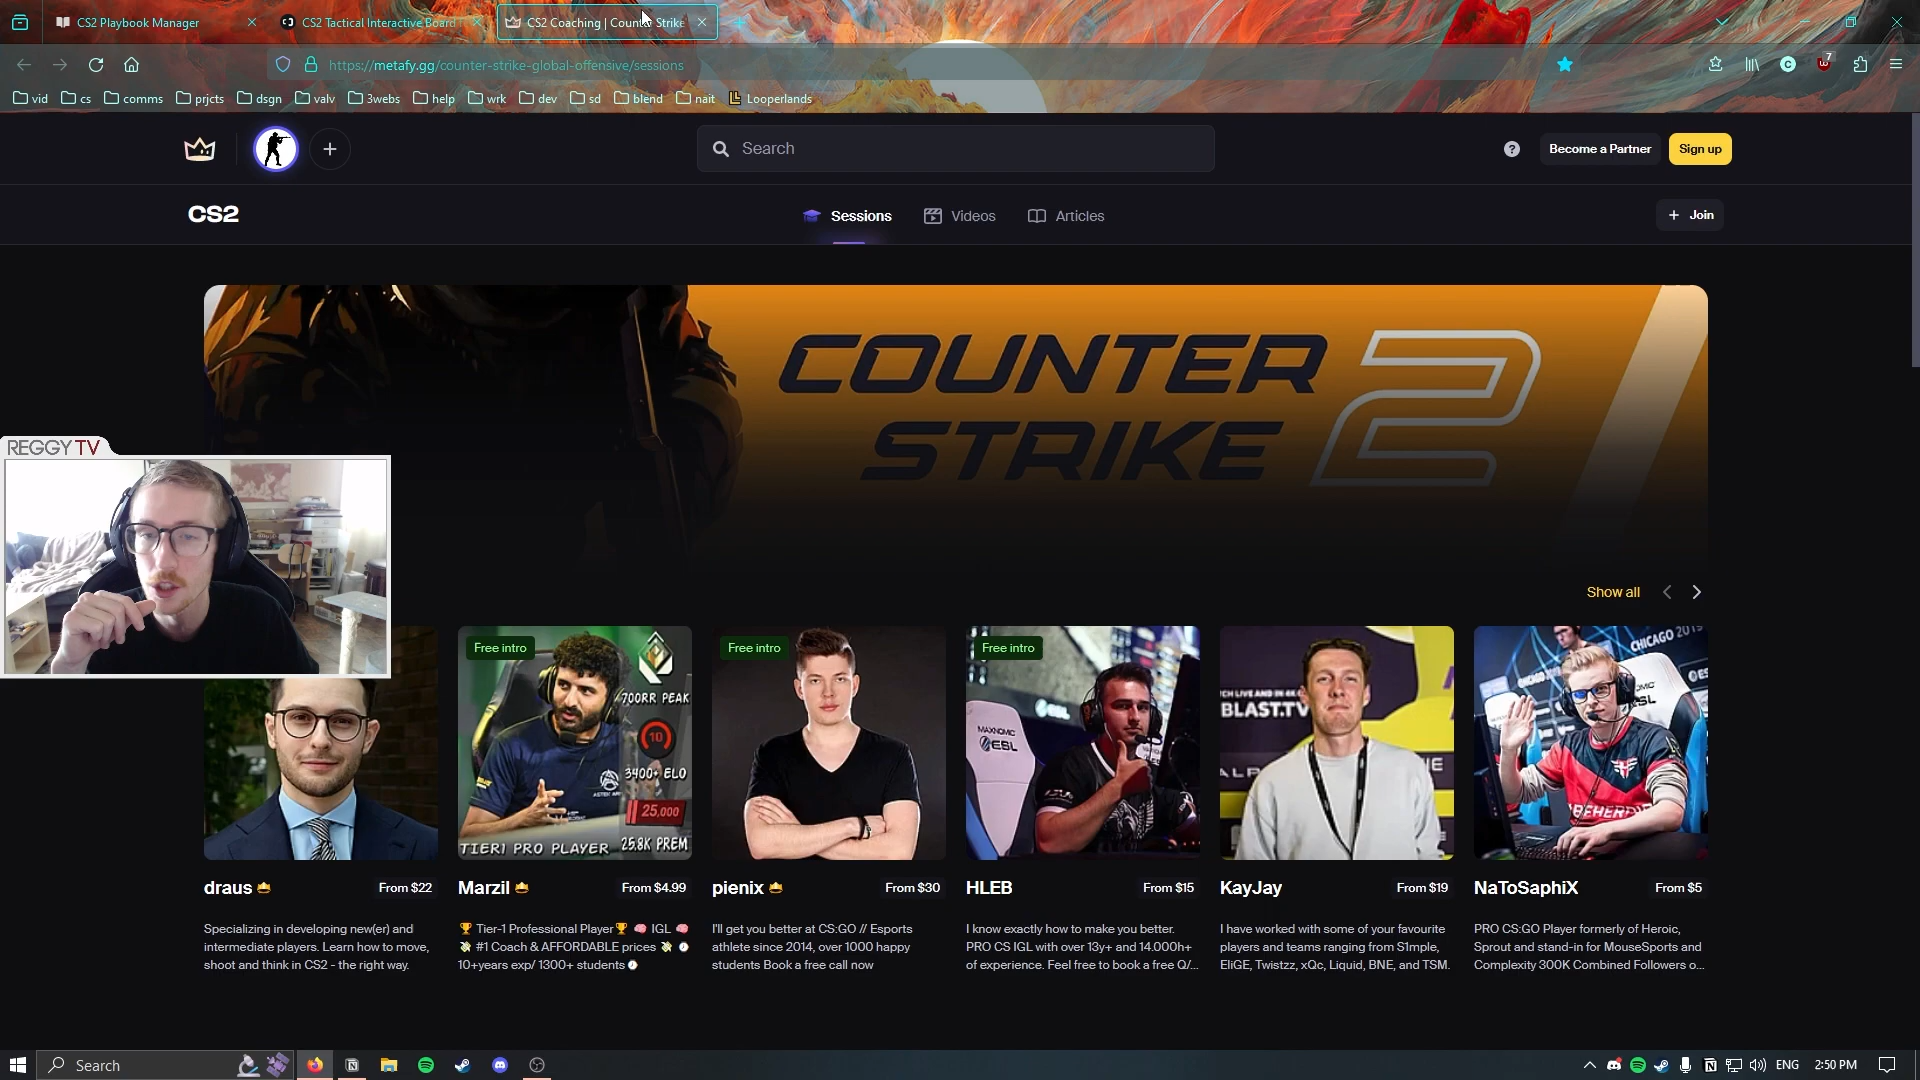 CS2 Playbook Manager
CS2 Tactical Interactive Board
CS2 Coaching | Counter Strike
https://metafy.gg/counter-strike-global-offensive/sessions
7
vid
cs
comms
prjcts
dsgn
valv
3webs
help
wrk
dev
sd
blend
nait
Looperlands
Search
Become a Partner
Sign up
CS2
Sessions
Videos
Articles
+ Join
COUNTER
STRIKE 2
REGGY TV
Show all
Free intro
700RR PEAK
10
3400+ ELO
25,000
25.8K PREM
TIER1 PRO PLAYER
Free intro
Free intro
MAXNOMIC
ESL
BLAST.TV
CHICAGO 2019
draus
From $22
Specializing in developing new(er) and
intermediate players. Learn how to move,
shoot and think in CS2 - the right way.
Marzil
From $4.99
🏆 Tier-1 Professional Player🏆 🧠 IGL 🧠
💸 #1 Coach & AFFORDABLE prices 💸 🕐
10+years exp/ 1300+ students🕐
pienix
From $30
I'll get you better at CS:GO // Esports
athlete since 2014, over 1000 happy
students Book a free call now
HLEB
From $15
I know exactly how to make you better.
PRO CS IGL with over 13y+ and 14.000h+
of experience. Feel free to book a free Q/...
KayJay
From $19
I have worked with some of your favourite
players and teams ranging from S1mple,
EliGE, Twistzz, xQc, Liquid, BNE, and TSM.
NaToSaphiX
From $5
PRO CS:GO Player formerly of Heroic,
Sprout and stand-in for MouseSports and
Complexity 300K Combined Followers o...
Search
ENG
2:50 PM